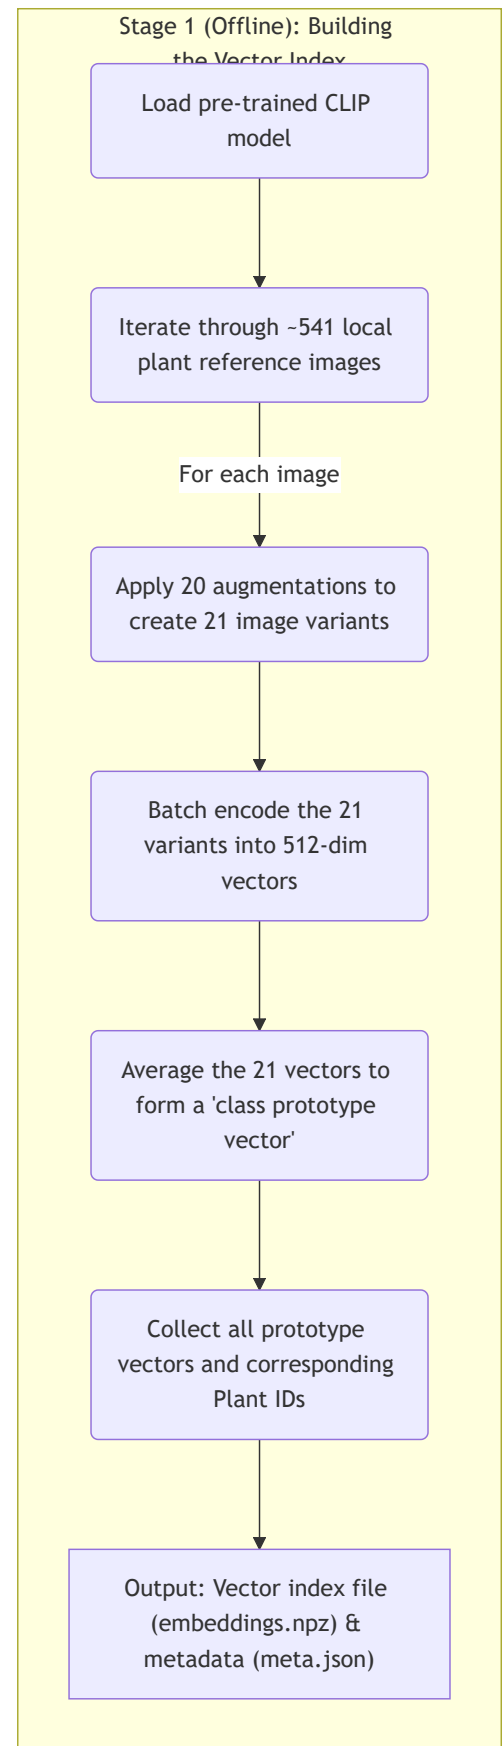 Stage 1 (Offline): Building
the Vector Index
Load pre-trained CLIP
model
Iterate through ~541 local
plant reference images
For each image
Apply 20 augmentations to
create 21 image variants
Batch encode the 21
variants into 512-dim
vectors
Average the 21 vectors to
form a 'class prototype
vector'
Collect all prototype
vectors and corresponding
Plant IDs
Output: Vector index file
(embeddings.npz) &
metadata (meta.json)